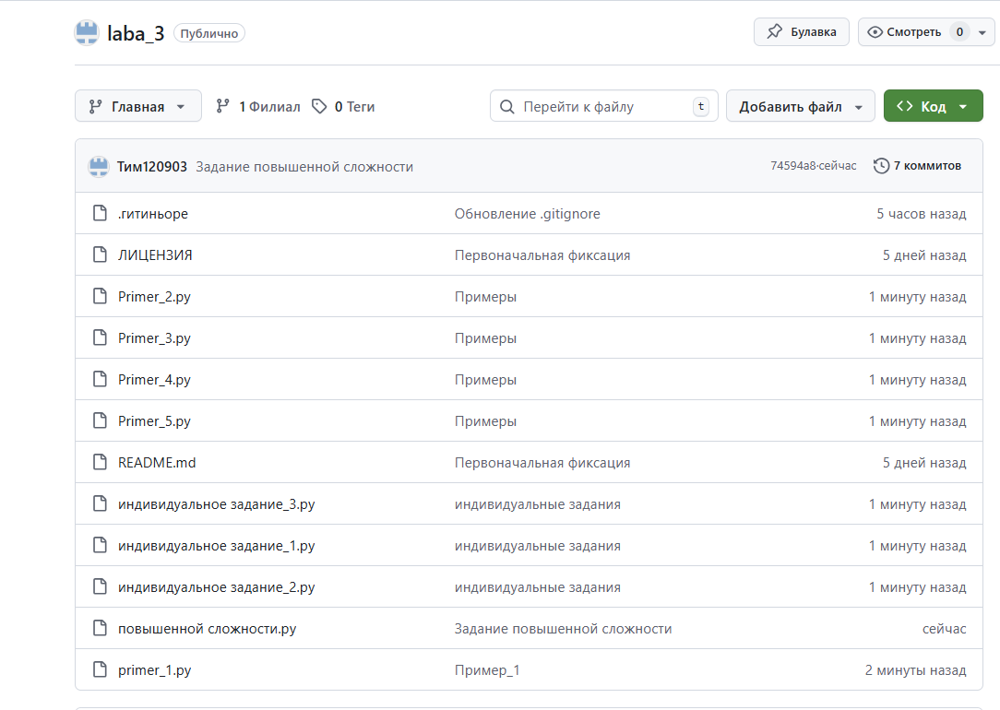 laba_3 Публично Булавка Смотреть 0
Главная 1 Филиал 0 Теги Перейти к файлу t Добавить файл Код
Тим120903 Задание повышенной сложности 74594a8·сейчас 7 коммитов
.гитиньоре Обновление .gitignore 5 часов назад
ЛИЦЕНЗИЯ Первоначальная фиксация 5 дней назад
Primer_2.py Примеры 1 минуту назад
Primer_3.py Примеры 1 минуту назад
Primer_4.py Примеры 1 минуту назад
Primer_5.py Примеры 1 минуту назад
README.md Первоначальная фиксация 5 дней назад
индивидуальное задание_3.py индивидуальные задания 1 минуту назад
индивидуальное задание_1.py индивидуальные задания 1 минуту назад
индивидуальное задание_2.py индивидуальные задания 1 минуту назад
повышенной сложности.py Задание повышенной сложности сейчас
primer_1.py Пример_1 2 минуты назад